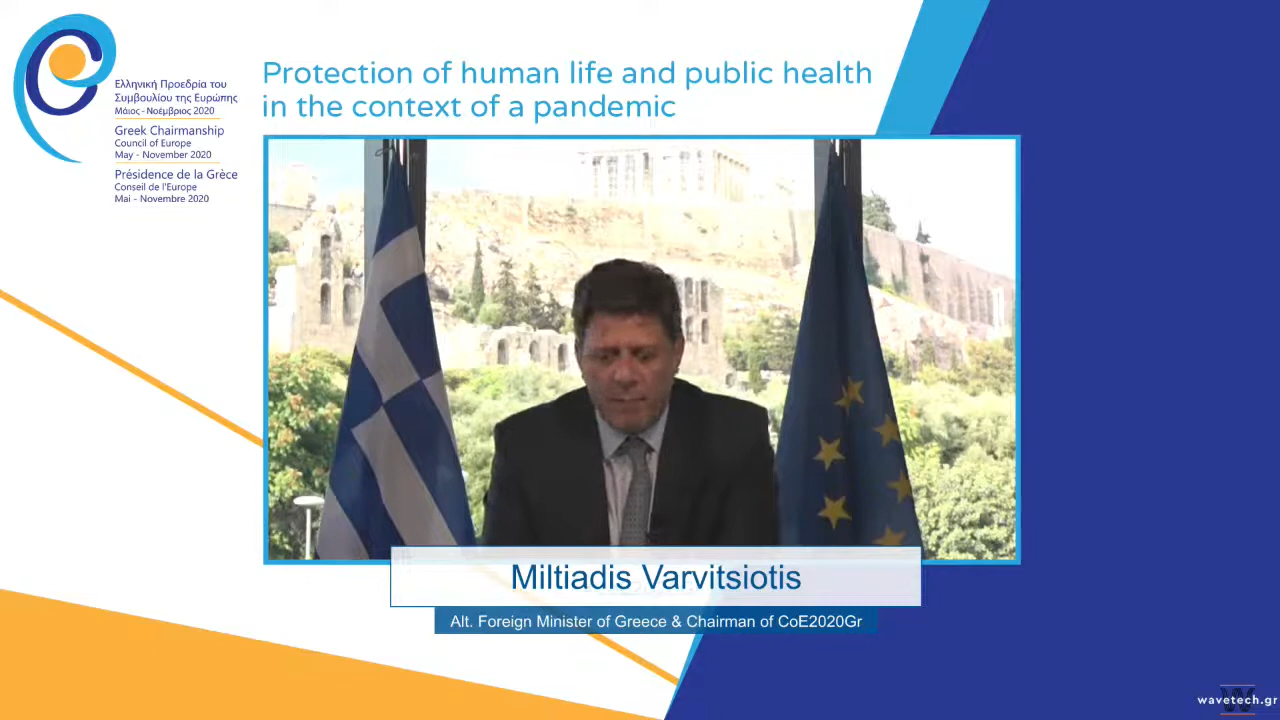 Ελληνική Προεδρία του
Συμβουλίου της Ευρώπης
Μάιος - Νοέμβριος 2020
Greek Chairmanship
Council of Europe
May - November 2020
Présidence de la Grèce
Conseil de l'Europe
Mai - Novembre 2020
Protection of human life and public health
in the context of a pandemic
Miltiadis Varvitsiotis
Alt. Foreign Minister of Greece & Chairman of CoE2020Gr
wavetech.gr